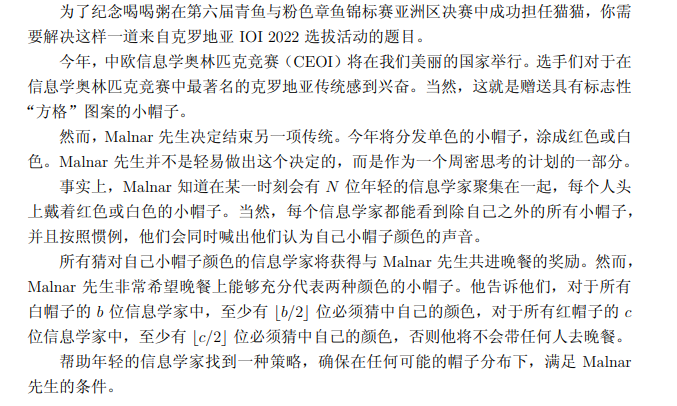 为了纪念喝喝粥在第六届青鱼与粉色章鱼锦标赛亚洲区决赛中成功担任猫猫，你需
要解决这样一道来自克罗地亚 IOI 2022 选拔活动的题目。
今年，中欧信息学奥林匹克竞赛（CEOI）将在我们美丽的国家举行。选手们对于在
信息学奥林匹克竞赛中最著名的克罗地亚传统感到兴奋。当然，这就是赠送具有标志性
“方格”图案的小帽子。
然而，Malnar 先生决定结束另一项传统。今年将分发单色的小帽子，涂成红色或白
色。Malnar 先生并不是轻易做出这个决定的，而是作为一个周密思考的计划的一部分。
事实上，Malnar 知道在某一时刻会有 N 位年轻的信息学家聚集在一起，每个人头
上戴着红色或白色的小帽子。当然，每个信息学家都能看到除自己之外的所有小帽子，
并且按照惯例，他们会同时喊出他们认为自己小帽子颜色的声音。
所有猜对自己小帽子颜色的信息学家将获得与 Malnar 先生共进晚餐的奖励。然而，
Malnar 先生非常希望晚餐上能够充分代表两种颜色的小帽子。他告诉他们，对于所有
白帽子的 b 位信息学家中，至少有 ⌊b/2⌋ 位必须猜中自己的颜色，对于所有红帽子的 c
位信息学家中，至少有 ⌊c/2⌋ 位必须猜中自己的颜色，否则他将不会带任何人去晚餐。
帮助年轻的信息学家找到一种策略，确保在任何可能的帽子分布下，满足 Malnar
先生的条件。